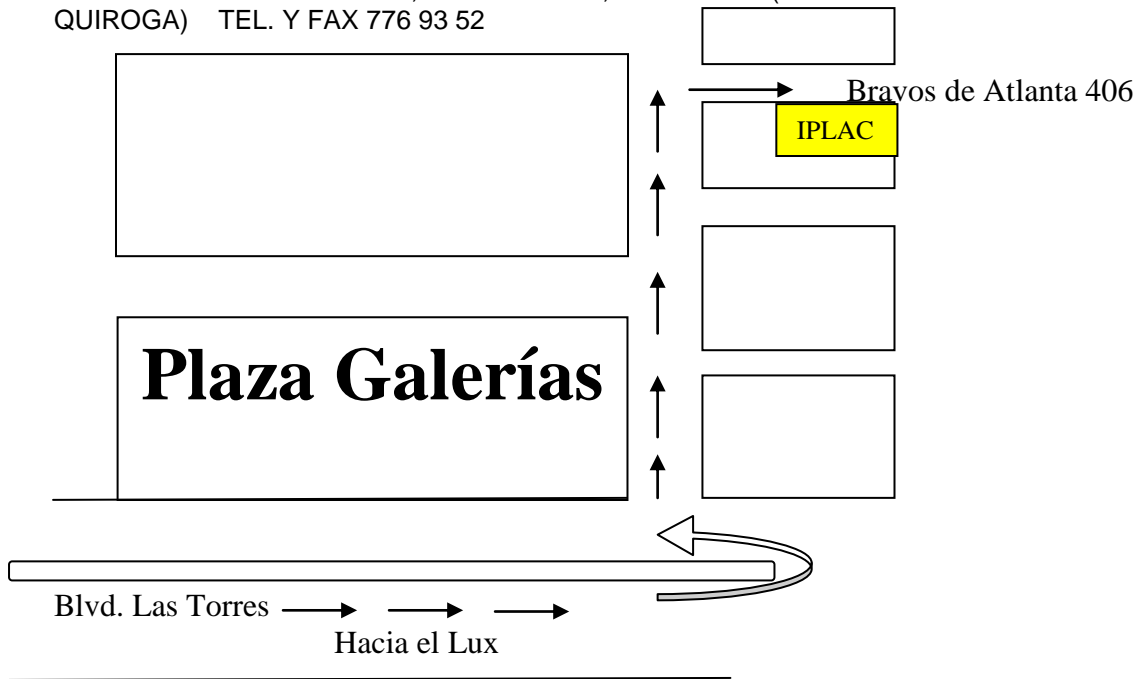 QUIROGA) TEL. Y FAX 776 93 52
Bravos de Atlanta 406
IPLAC
Plaza Galerías
Blvd. Las Torres
Hacia el Lux